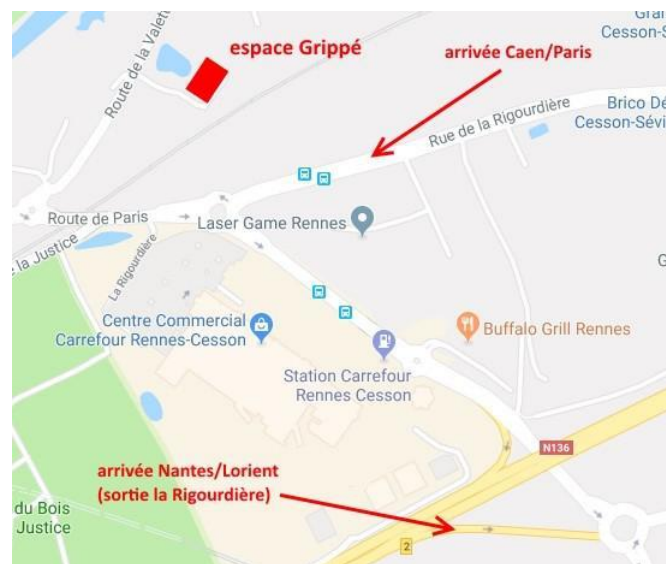 Gran
Cesson-S
espace Grippé
arrivée Caen/Paris
Route de la Valett
Brico Dé
Cesson-Sévi
Rue de la Rigourdière
Route de Paris
Laser Game Rennes
e la Justice
La Rigourdière
G
Centre Commercial
Carrefour Rennes-Cesson
Buffalo Grill Rennes
Station Carrefour
Rennes Cesson
N136
arrivée Nantes/Lorient
(sortie la Rigourdière)
du Bois
Justice
2